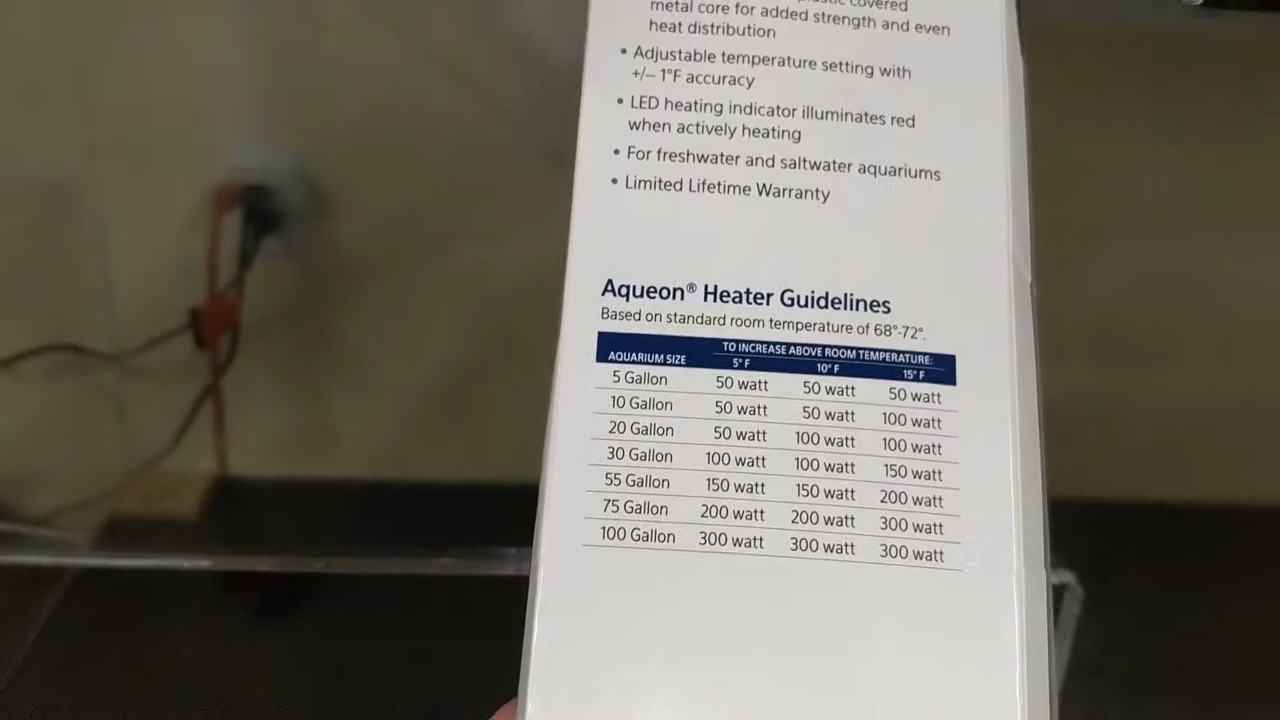 covered
metal core for added strength and even
heat distribution
• Adjustable temperature setting with
+/– 1°F accuracy
• LED heating indicator illuminates red
when actively heating
• For freshwater and saltwater aquariums
• Limited Lifetime Warranty
Aqueon® Heater Guidelines
Based on standard room temperature of 68°-72°.
TO INCREASE ABOVE ROOM TEMPERATURE:
AQUARIUM SIZE 5° F 10° F 15° F
5 Gallon 50 watt 50 watt 50 watt
10 Gallon 50 watt 50 watt 100 watt
20 Gallon 50 watt 100 watt 100 watt
30 Gallon 100 watt 100 watt 150 watt
55 Gallon 150 watt 150 watt 200 watt
75 Gallon 200 watt 200 watt 300 watt
100 Gallon 300 watt 300 watt 300 watt